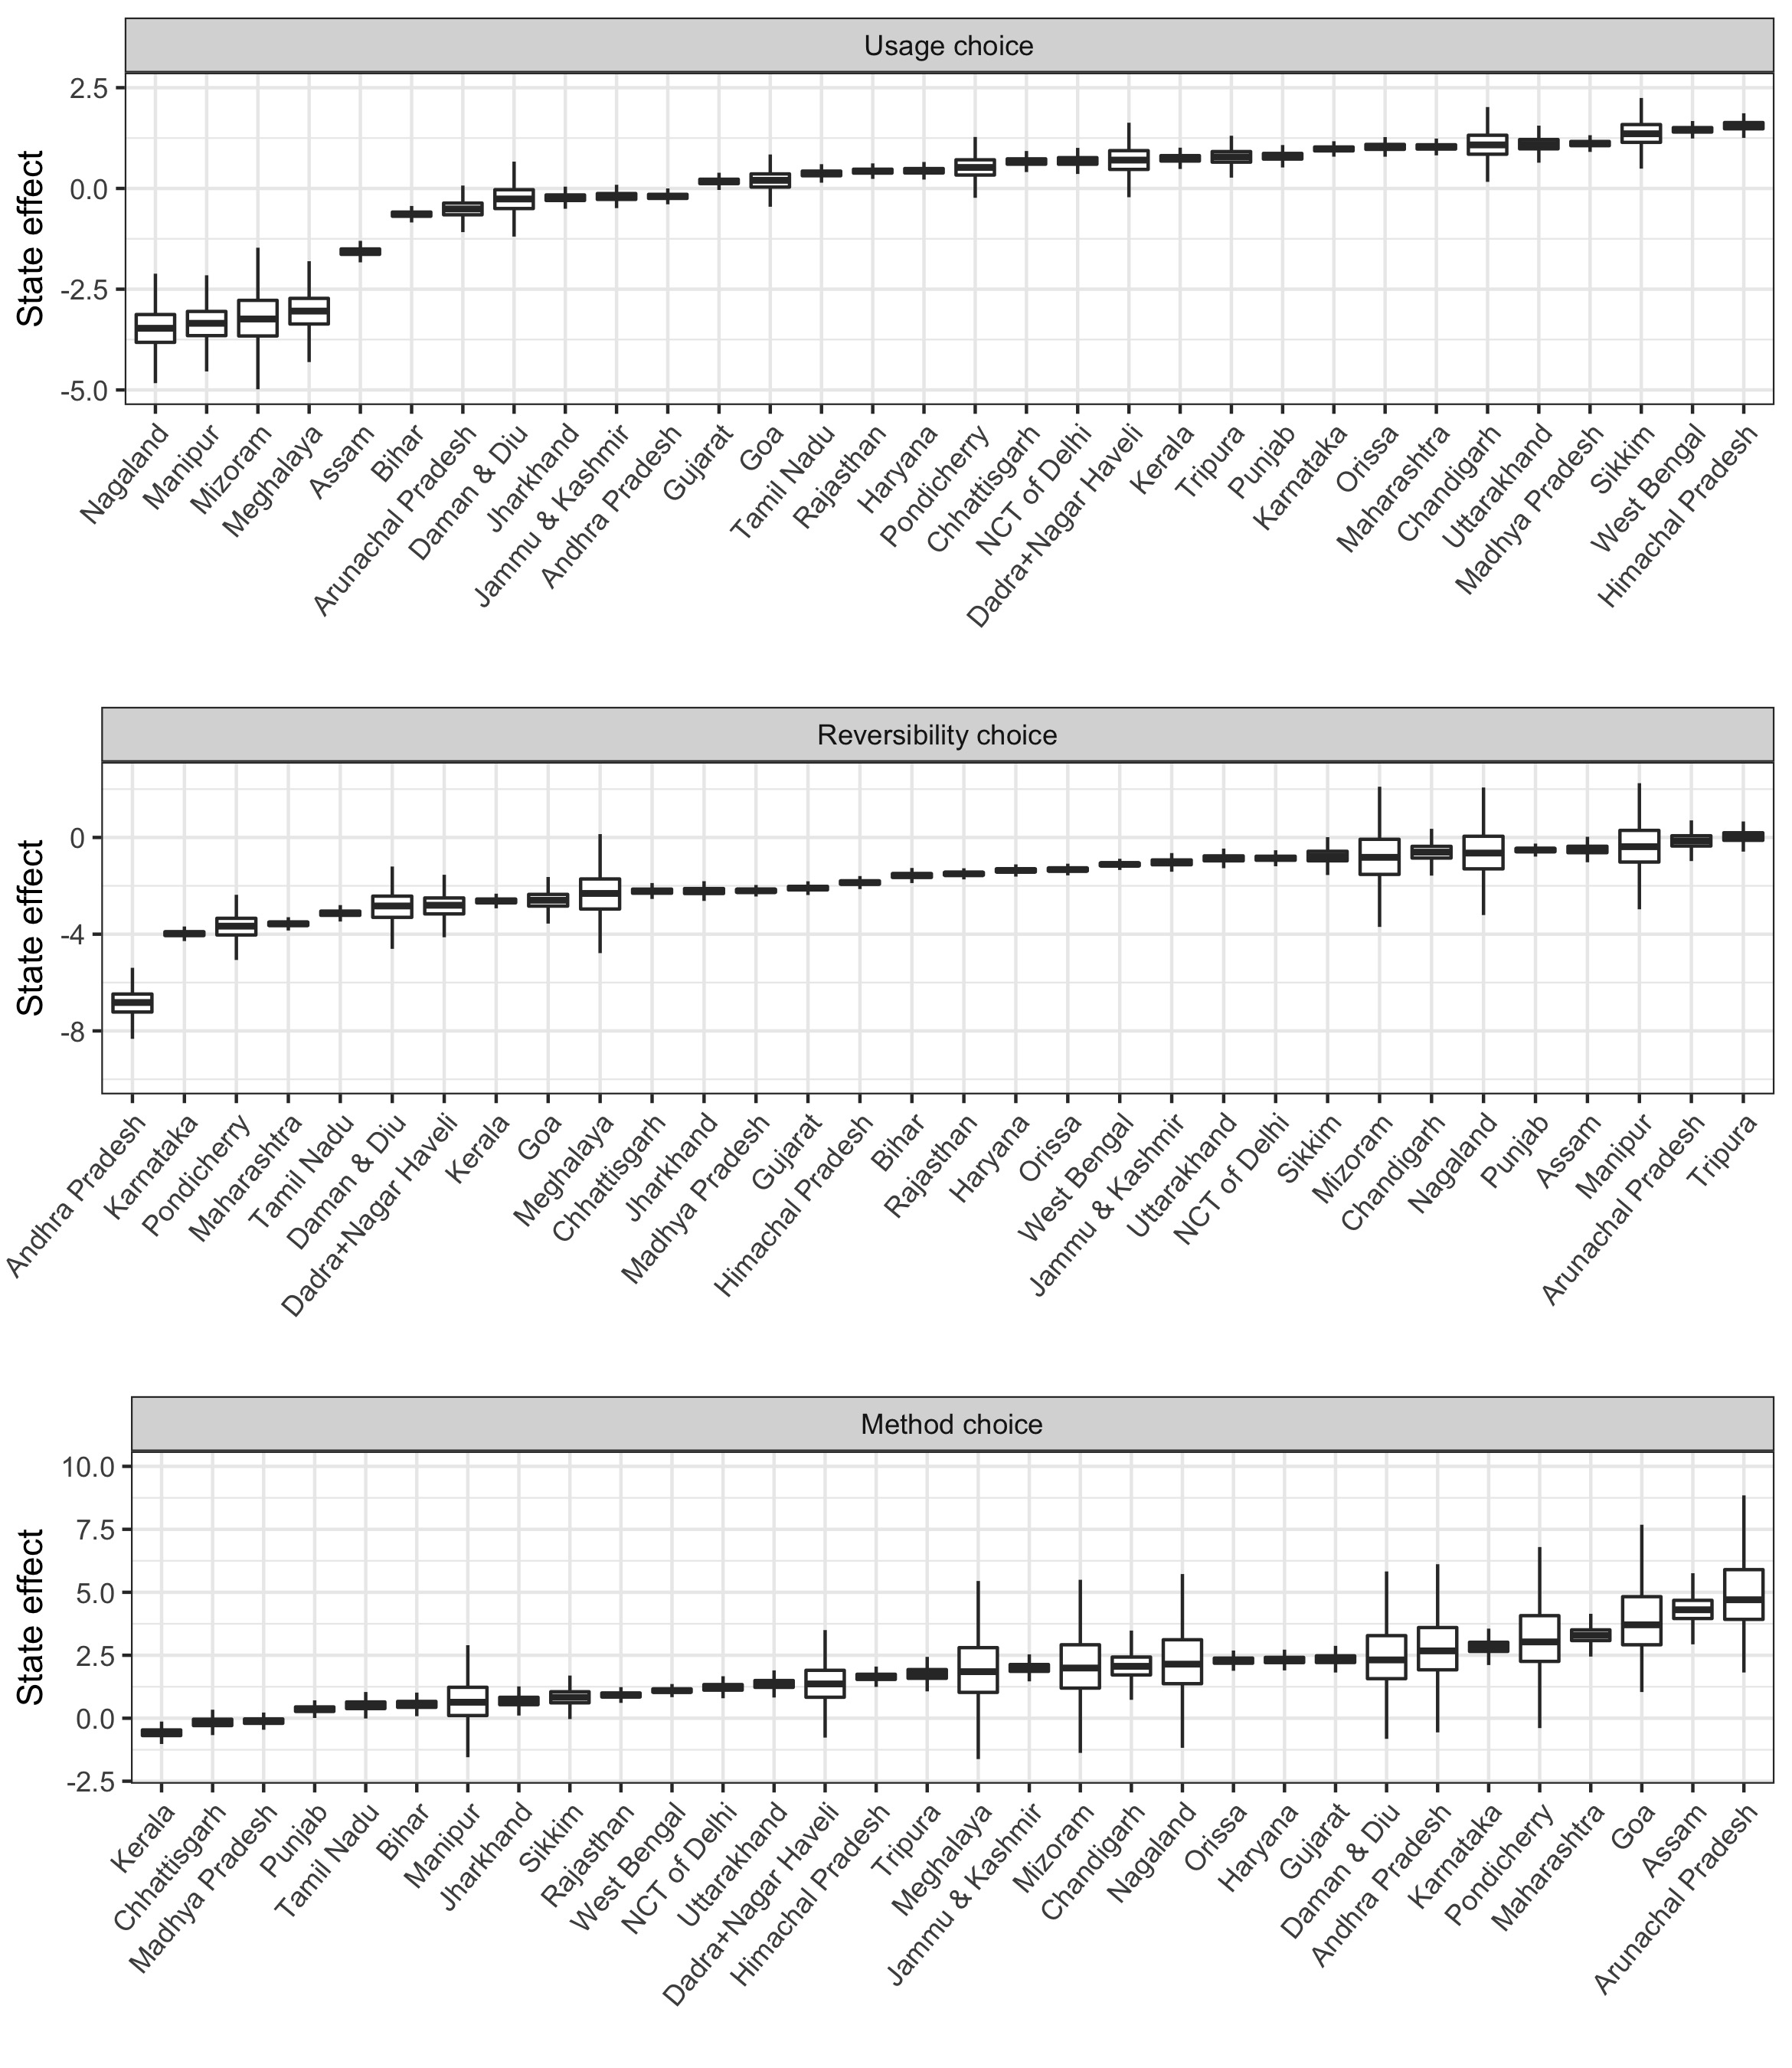 Usage choice
State effect
2.5
0.0
-2.5
-5.0
Nagaland
Manipur
Mizoram
Meghalaya
Assam
Bihar
Arunachal Pradesh
Daman & Diu
Jharkhand
Jammu & Kashmir
Andhra Pradesh
Gujarat
Goa
Tamil Nadu
Rajasthan
Haryana
Pondicherry
Chhattisgarh
NCT of Delhi
Dadra+Nagar Haveli
Kerala
Tripura
Punjab
Karnataka
Orissa
Maharashtra
Chandigarh
Uttarakhand
Madhya Pradesh
Sikkim
West Bengal
Himachal Pradesh
Reversibility choice
State effect
0
-4
-8
Andhra Pradesh
Karnataka
Pondicherry
Maharashtra
Tamil Nadu
Daman & Diu
Dadra+Nagar Haveli
Kerala
Goa
Meghalaya
Chhattisgarh
Jharkhand
Madhya Pradesh
Gujarat
Himachal Pradesh
Bihar
Rajasthan
Haryana
Orissa
West Bengal
Jammu & Kashmir
Uttarakhand
NCT of Delhi
Sikkim
Mizoram
Chandigarh
Nagaland
Punjab
Assam
Manipur
Arunachal Pradesh
Tripura
Method choice
State effect
10.0
7.5
5.0
2.5
0.0
-2.5
Kerala
Chhattisgarh
Madhya Pradesh
Punjab
Tamil Nadu
Bihar
Manipur
Jharkhand
Sikkim
Rajasthan
West Bengal
NCT of Delhi
Uttarakhand
Dadra+Nagar Haveli
Himachal Pradesh
Tripura
Meghalaya
Jammu & Kashmir
Mizoram
Chandigarh
Nagaland
Orissa
Haryana
Gujarat
Daman & Diu
Andhra Pradesh
Karnataka
Pondicherry
Maharashtra
Goa
Assam
Arunachal Pradesh